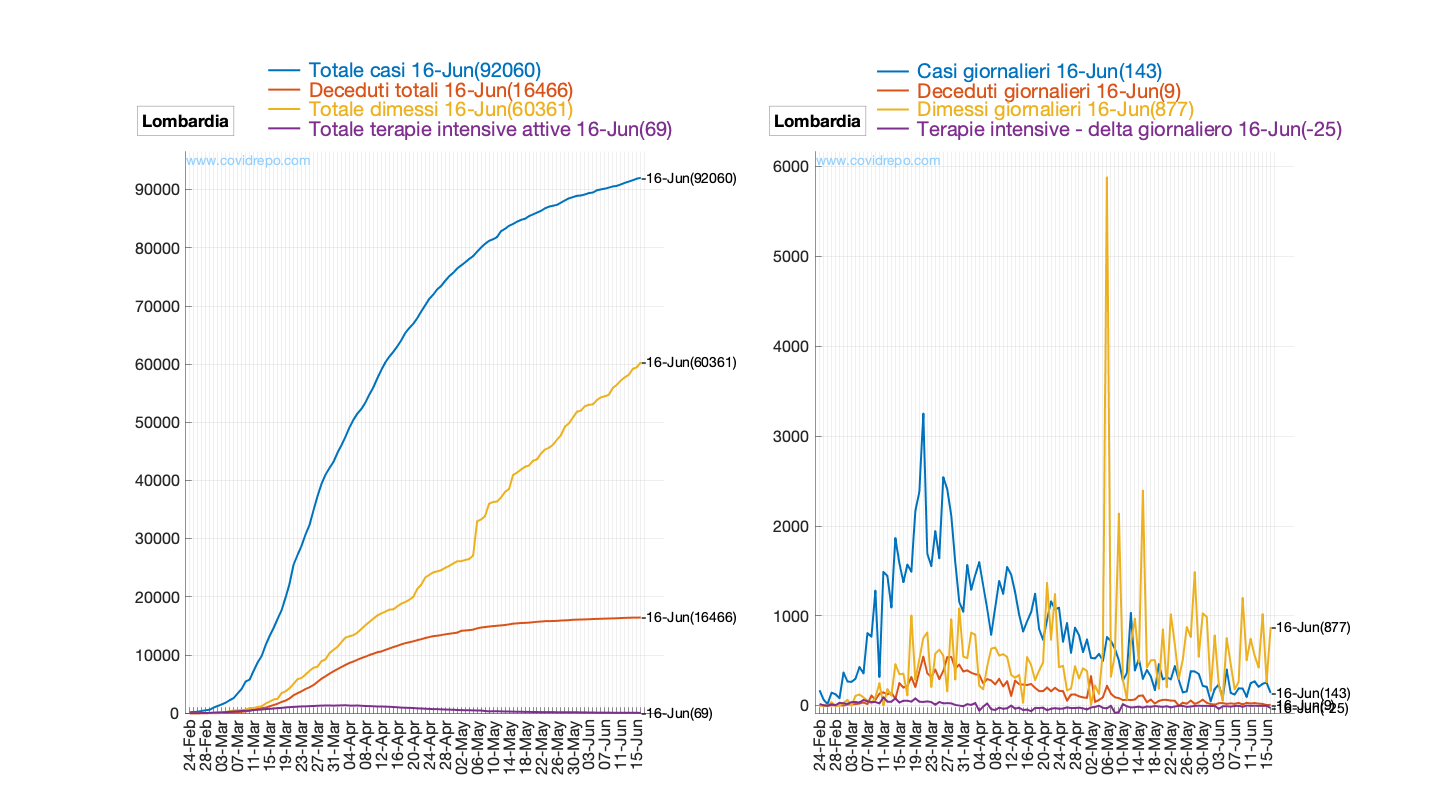 Totale casi 16-Jun(92060)
Deceduti totali 16-Jun(16466)
Totale dimessi 16-Jun(60361)
Totale terapie intensive attive 16-Jun(69)
Lombardia
www.covidrepo.com
90000
80000
70000
60000
50000
40000
30000
20000
10000
0
-16-Jun(92060)
-16-Jun(60361)
-16-Jun(16466)
-16-Jun(69)
24-Feb
28-Feb
03-Mar
07-Mar
11-Mar
15-Mar
19-Mar
23-Mar
27-Mar
31-Mar
04-Apr
08-Apr
12-Apr
16-Apr
20-Apr
24-Apr
28-Apr
02-May
06-May
10-May
14-May
18-May
22-May
26-May
30-May
03-Jun
07-Jun
11-Jun
15-Jun
Casi giornalieri 16-Jun(143)
Deceduti giornalieri 16-Jun(9)
Dimessi giornalieri 16-Jun(877)
Terapie intensive - delta giornaliero 16-Jun(-25)
Lombardia
www.covidrepo.com
6000
5000
4000
3000
2000
1000
0
-16-Jun(877)
-16-Jun(143)
-16-Jun(9)
-16-Jun(-25)
24-Feb
28-Feb
03-Mar
07-Mar
11-Mar
15-Mar
19-Mar
23-Mar
27-Mar
31-Mar
04-Apr
08-Apr
12-Apr
16-Apr
20-Apr
24-Apr
28-Apr
02-May
06-May
10-May
14-May
18-May
22-May
26-May
30-May
03-Jun
07-Jun
11-Jun
15-Jun